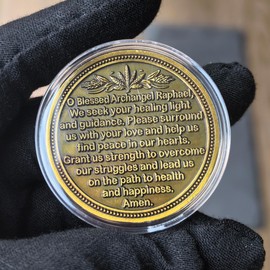 O Blessed Archangel Raphael,
We seek your healing light
and guidance. Please surround
us with your love and help us
find peace in our hearts.
Grant us strength to overcome
our struggles and lead us
on the path to health
and happiness.
Amen.